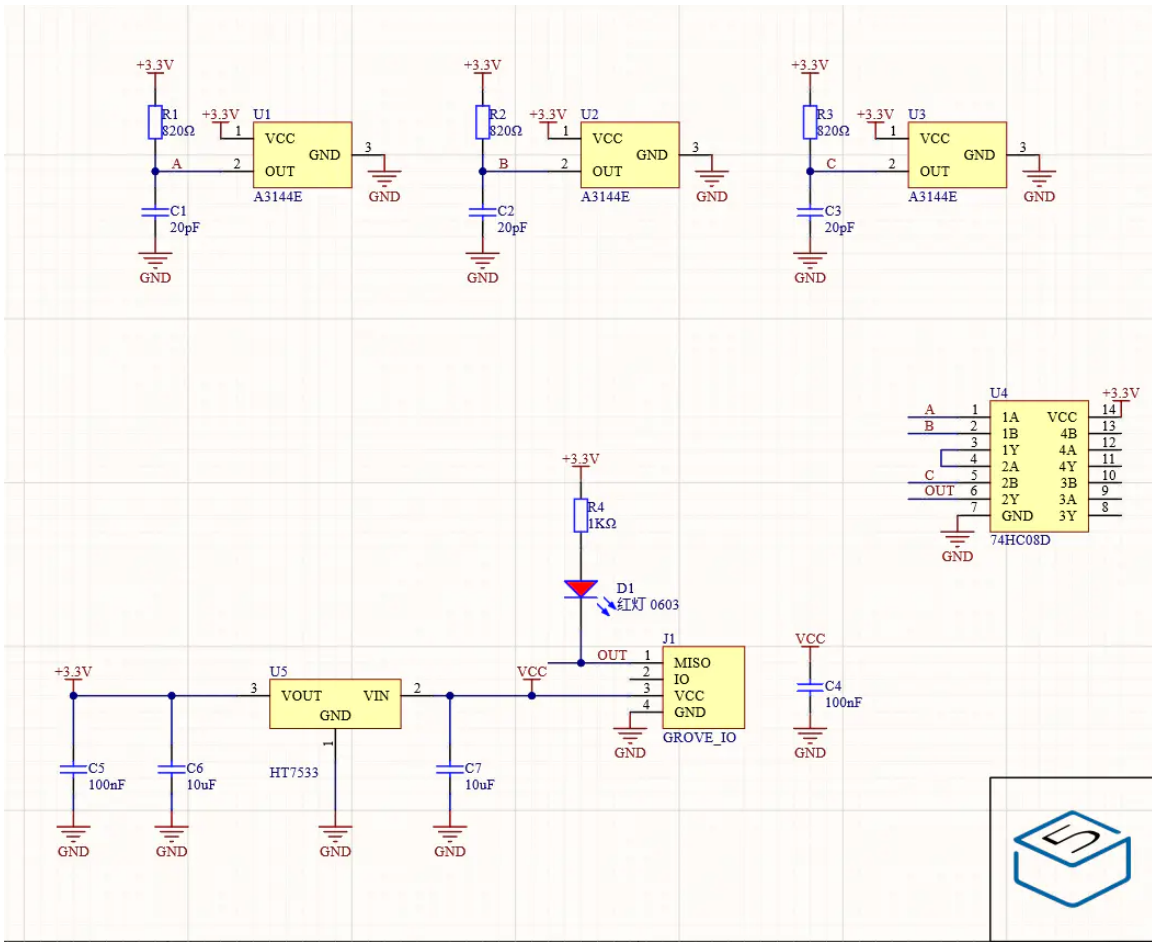 +3.3V
R1
820Ω
+3.3V
U1
1
VCC
A
2
OUT
GND
3
GND
A3144E
C1
20pF
GND
+3.3V
R2
820Ω
+3.3V
U2
1
VCC
B
2
OUT
GND
3
GND
A3144E
C2
20pF
GND
+3.3V
R3
820Ω
+3.3V
U3
1
VCC
C
2
OUT
GND
3
GND
A3144E
C3
20pF
GND
U4
+3.3V
A 1 1A VCC 14
B 2 1B 4B 13
3 1Y 4A 12
4 2A 4Y 11
C 5 2B 3B 10
OUT 6 2Y 3A 9
7 GND 3Y 8
GND
74HC08D
+3.3V
R4
1KΩ
D1
红灯 0603
J1
OUT 1 MISO
2 IO
3 VCC
4 GND
GND
GROVE_IO
VCC
C4
100nF
GND
+3.3V
U5
VCC
3 VOUT VIN 2
GND
1
HT7533
C5
100nF
GND
C6
10uF
GND
GND
C7
10uF
GND
5